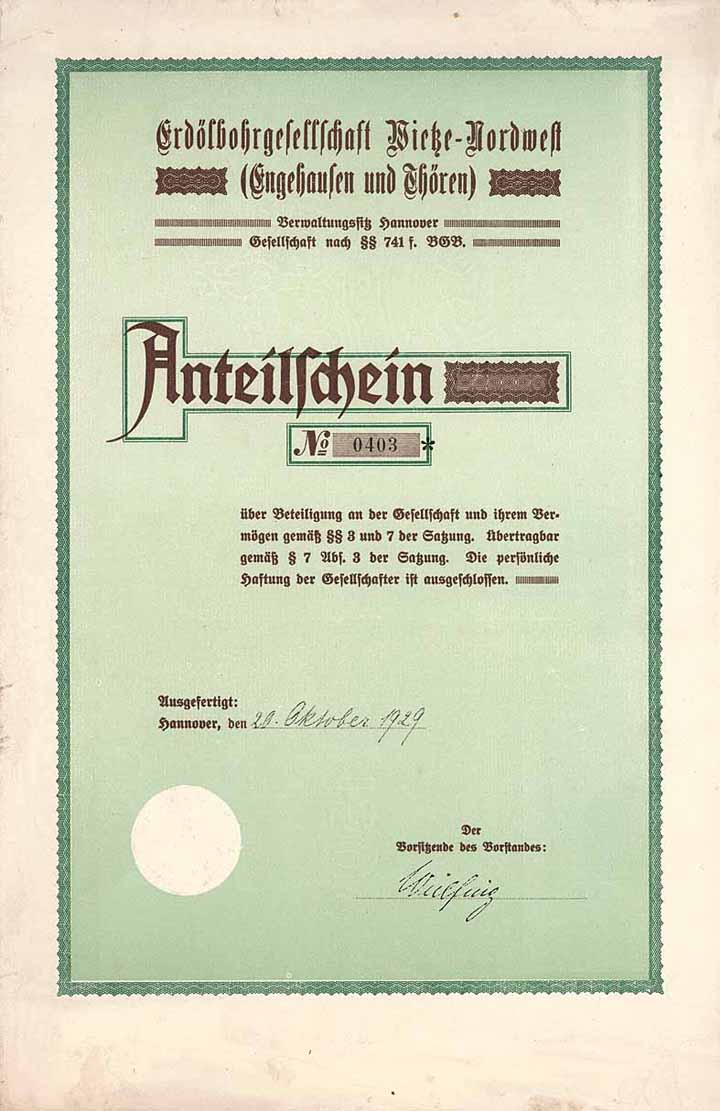 Erdölbohrgesellschaft Wietze-Nordwest
(Engehausen und Thören)
Verwaltungssitz Hannover
Gesellschaft nach §§ 741 f. BGB.
Anteilschein
No 0403 *
über Beteiligung an der Gesellschaft und ihrem Ver-
mögen gemäß §§ 3 und 7 der Satzung. Übertragbar
gemäß § 7 Abs. 3 der Satzung. Die persönliche
Haftung der Gesellschafter ist ausgeschlossen.
Ausgefertigt:
Hannover, den 29. Oktober 1929
Der
Vorsitzende des Vorstandes: